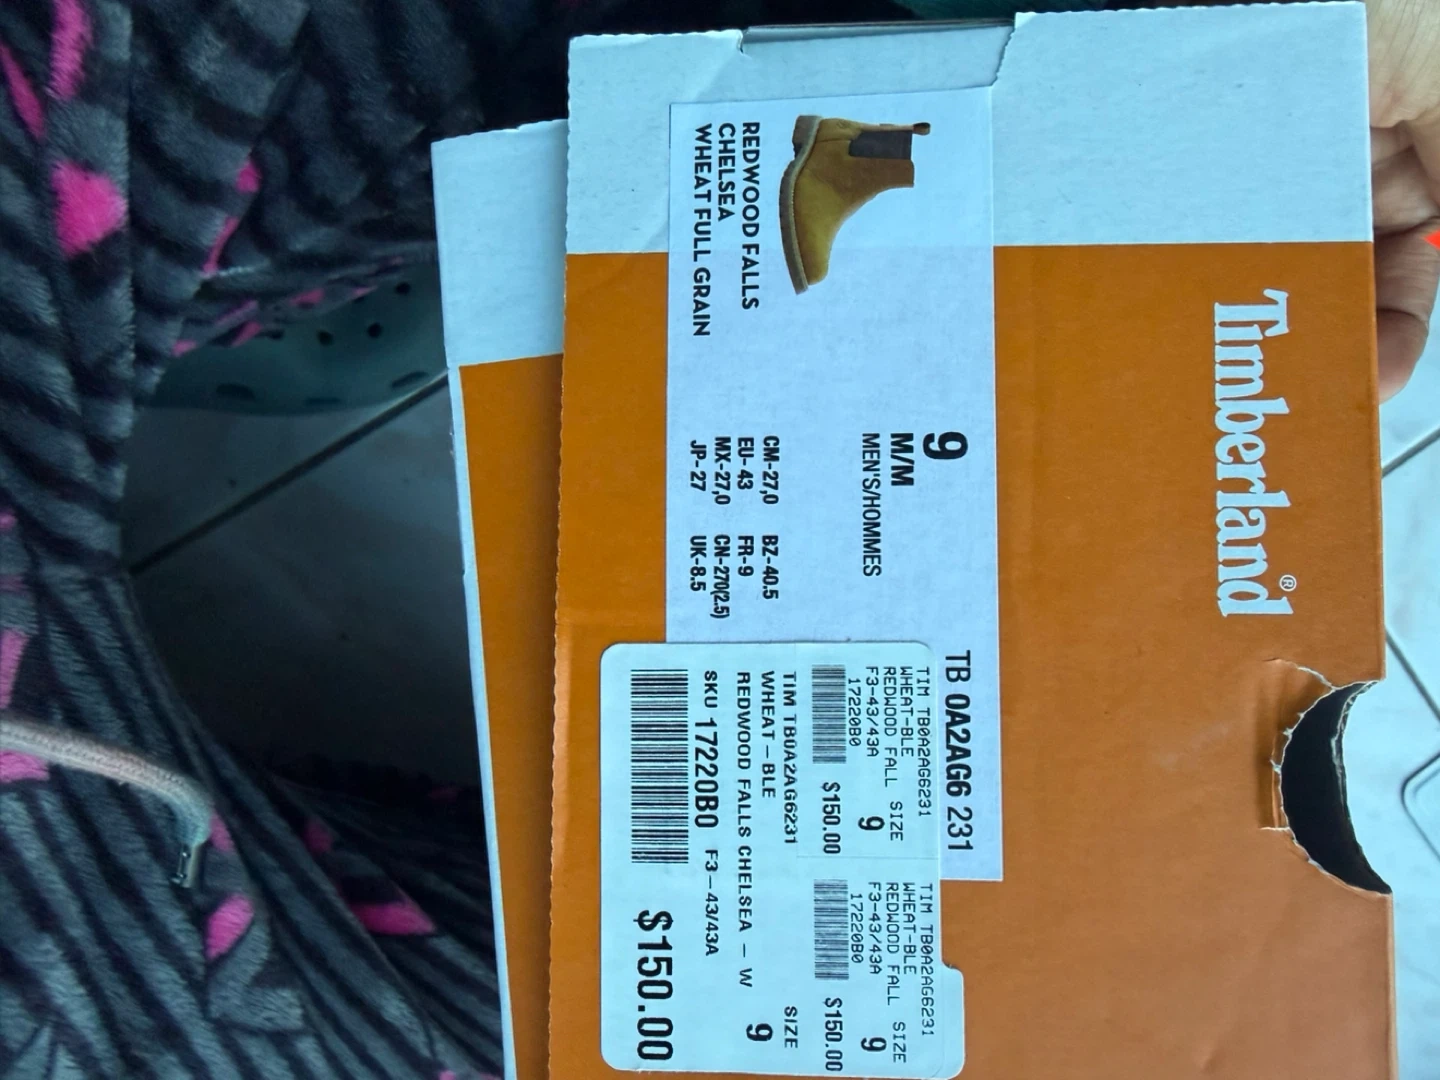 Timberland®
REDWOOD FALLS
CHELSEA
WHEAT FULL GRAIN
9
M/M
MEN'S/HOMMES
CM-27,0 BZ-40.5
EU- 43 FR-9
MX-27,0 CN-270(2.5)
JP- 27 UK-8.5
TB 0A2AG6 231
TIM TB0A2AG6231
WHEAT-BLE
REDWOOD FALL SIZE
F3-43/43A 9
17220B0
$150.00
TIM TB0A2AG6231
WHEAT-BLE
REDWOOD FALL SIZE
F3-43/43A 9
17220B0
$150.00
TIM TB0A2AG6231 SIZE
WHEAT-BLE
REDWOOD FALLS CHELSEA - W 9
SKU 17220B0 F3-43/43A
$150.00